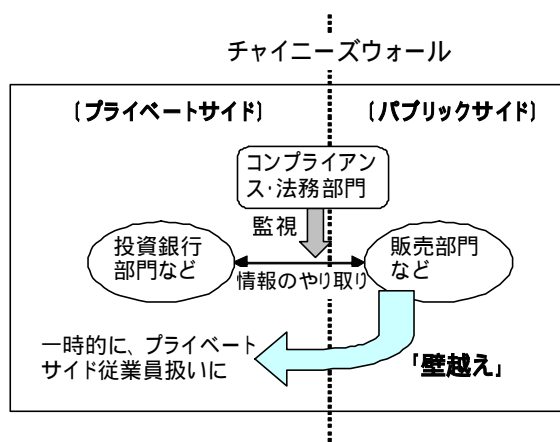 チャイニーズウォール
〔プライベートサイド〕
〔パブリックサイド〕
コンプライアン
ス・法務部門
監視
投資銀行
部門など
販売部門
など
情報のやり取り
一時的に、プライベート
サイド従業員扱いに
「壁越え」